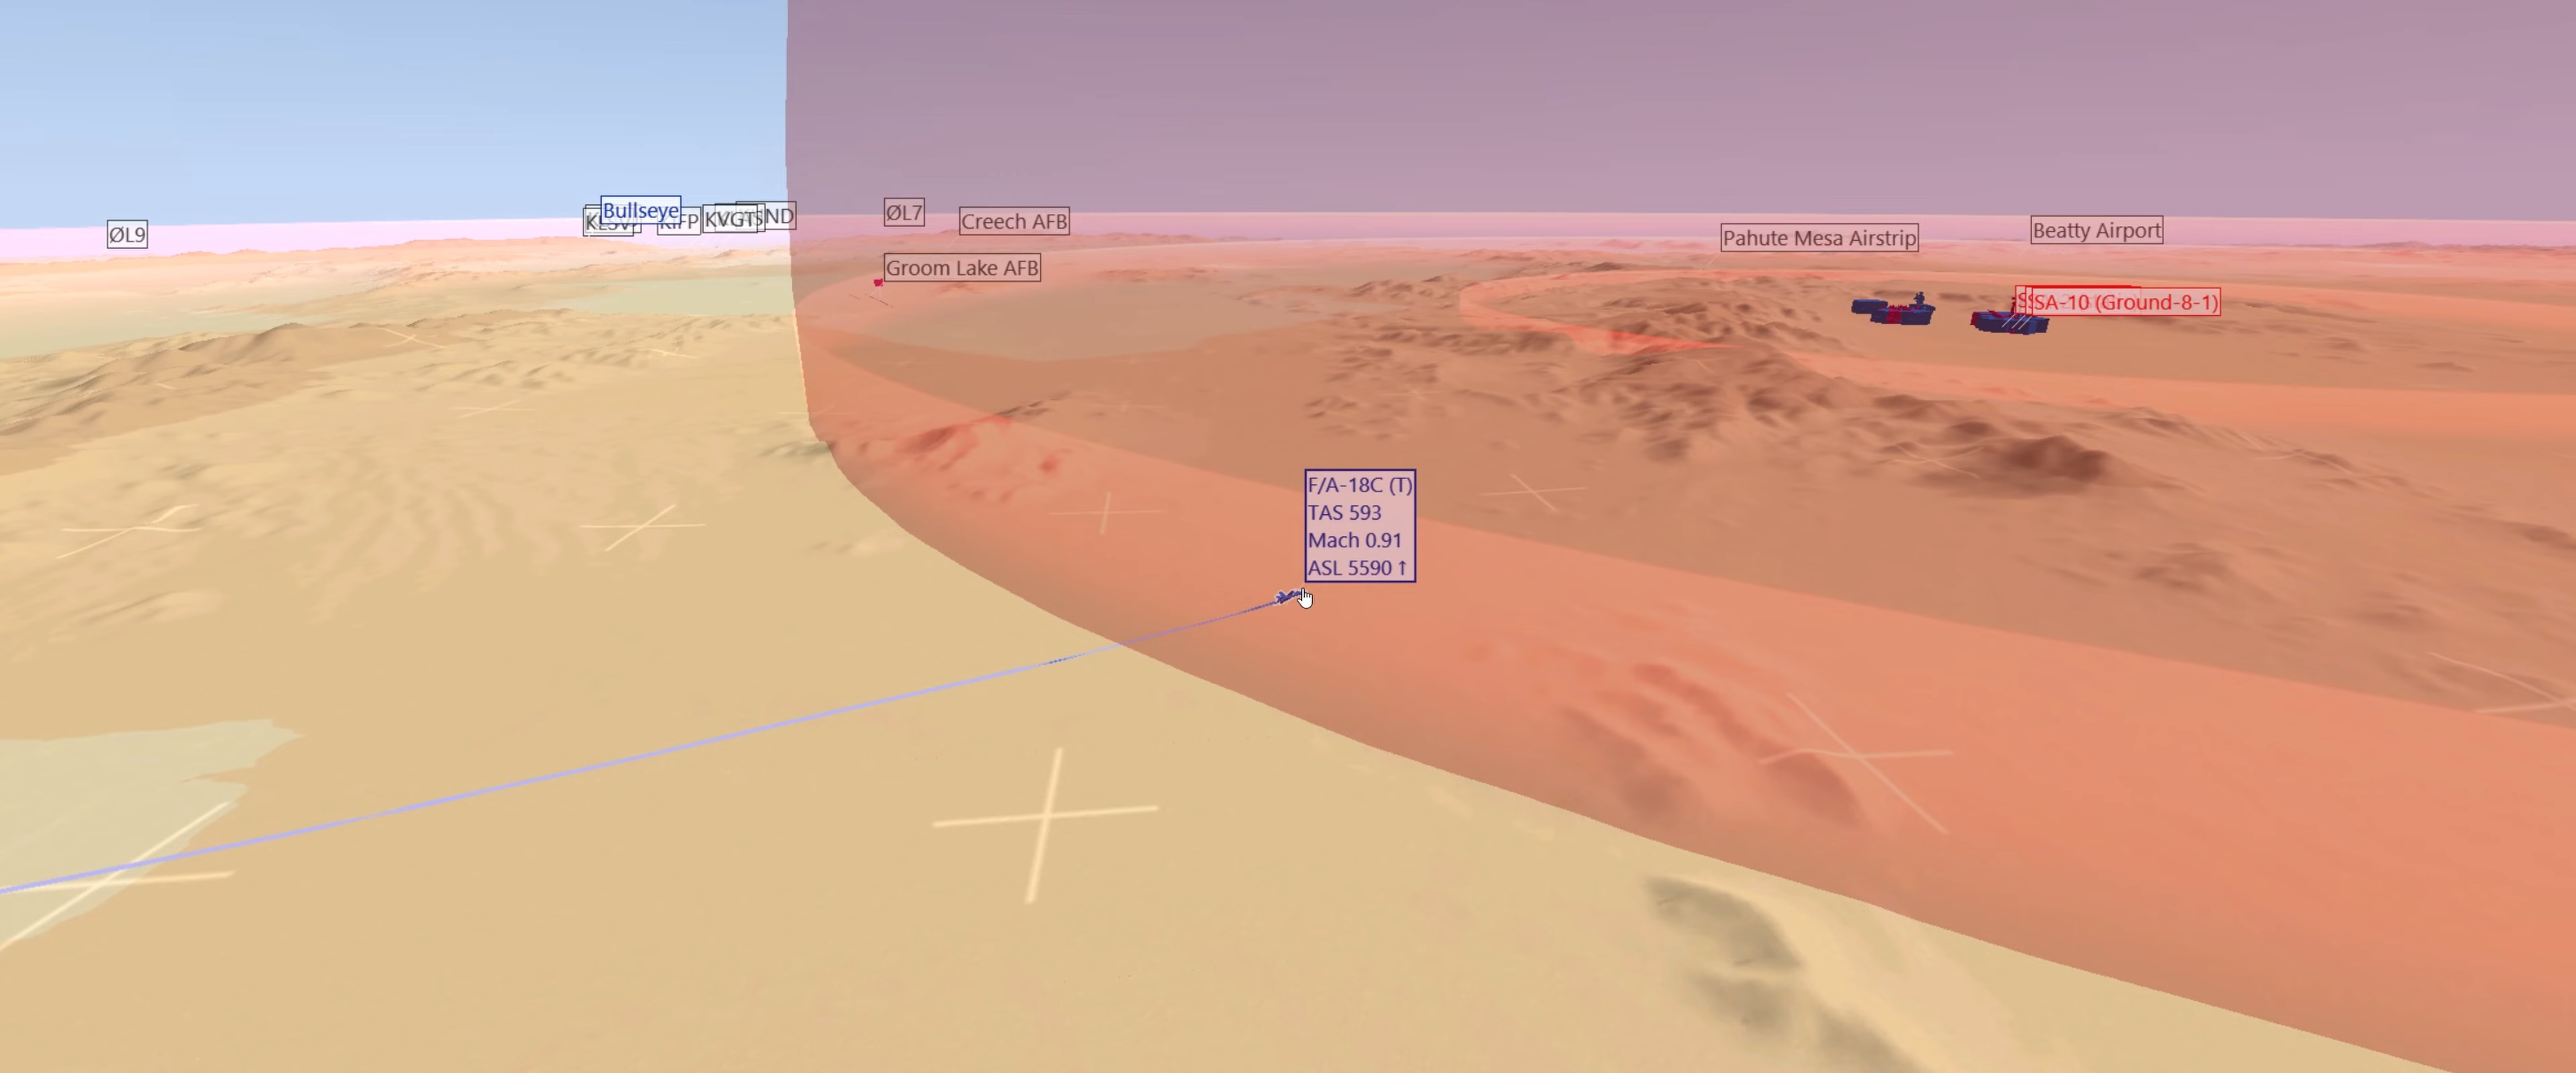 ØL9
Bullseye
KVGT
ØL7
Creech AFB
Groom Lake AFB
Pahute Mesa Airstrip
Beatty Airport
SA-10 (Ground-8-1)
F/A-18C (T)
TAS 593
Mach 0.91
ASL 5590 ↑